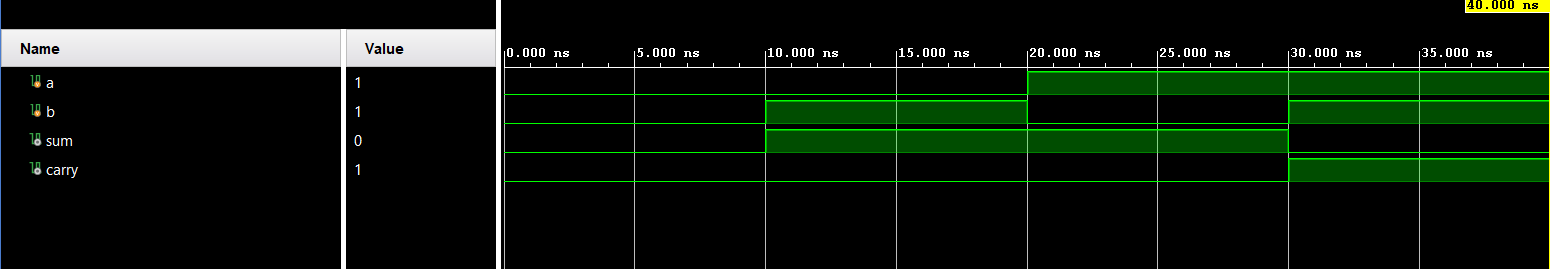 40.000 ns
Name Value
0.000 ns 5.000 ns 10.000 ns 15.000 ns 20.000 ns 25.000 ns 30.000 ns 35.000 ns
a 1
b 1
sum 0
carry 1